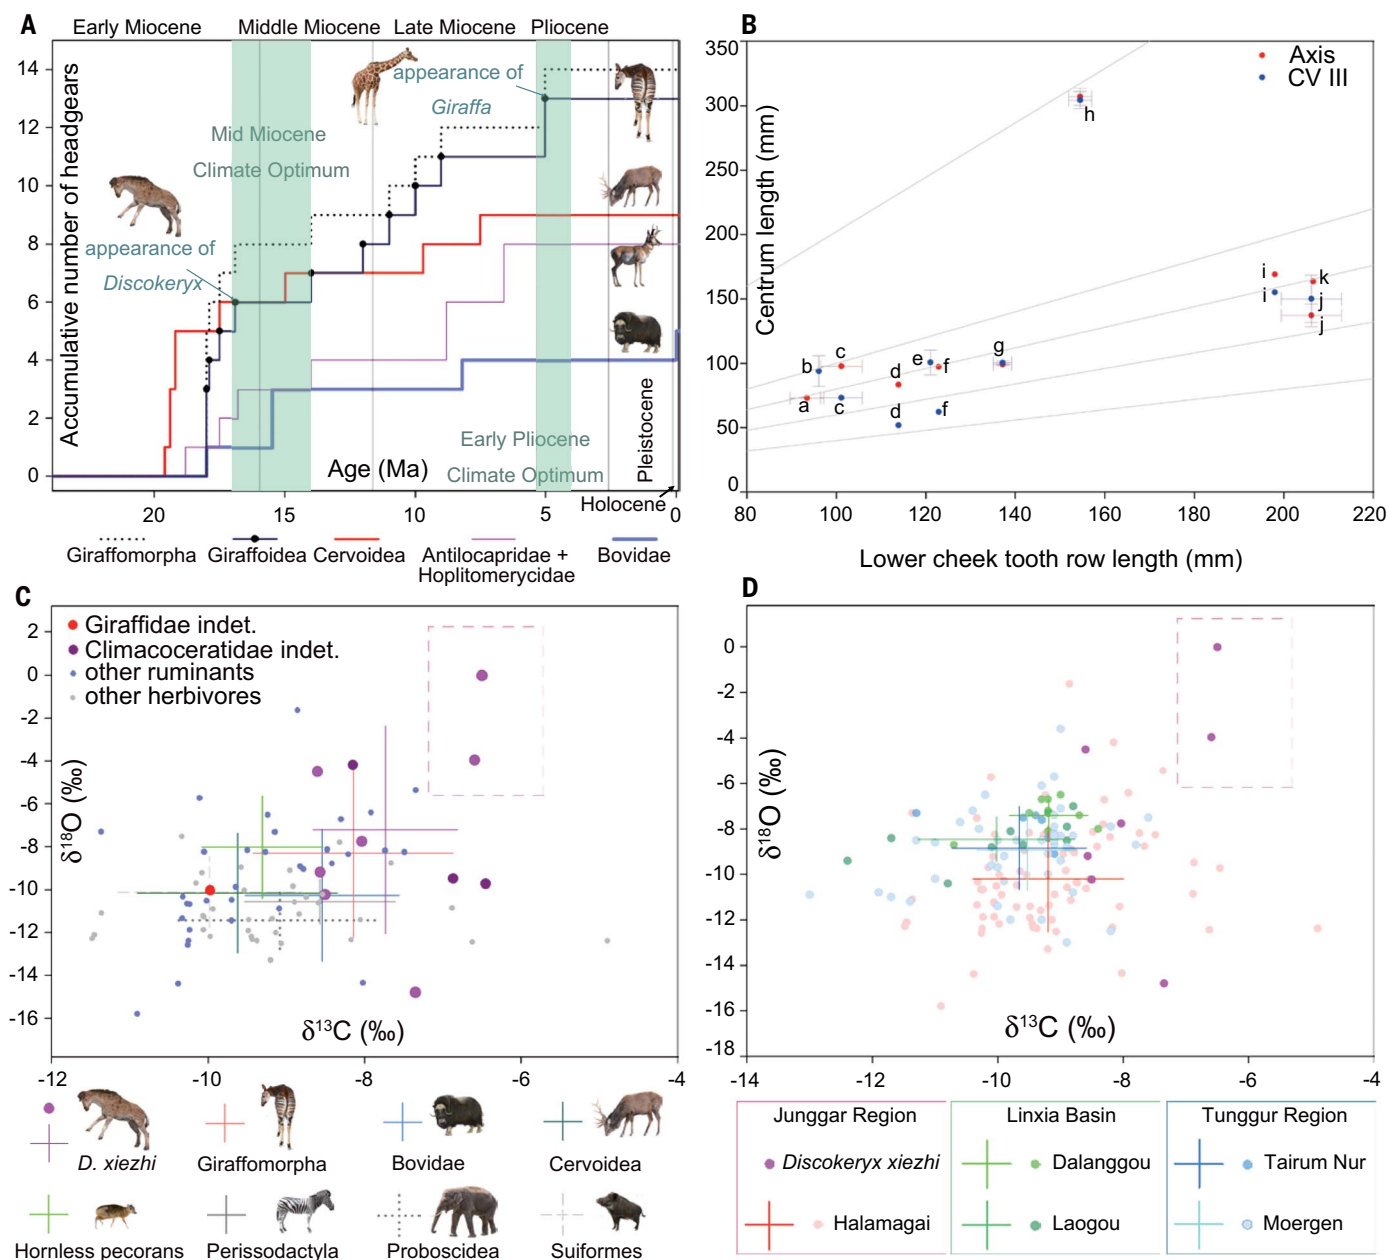 A
Early Miocene Middle Miocene Late Miocene Pliocene
Accumulative number of headgears
14
12
10
8
6
4
2
0
appearance of
Giraffa
Mid Miocene
Climate Optimum
appearance of
Discokeryx
Early Pliocene
Climate Optimum
Pleistocene
Holocene
Age (Ma)
20 15 10 5 0
Giraffomorpha Giraffoidea Cervoidea Antilocapridae + Bovidae
Hoplitomerycidae
B
Centrum length (mm)
350
300
250
200
150
100
50
0
Axis
CV III
h
i
k
i
j
j
b
c
e
g
d
f
a
c
d
f
80 100 120 140 160 180 200 220
Lower cheek tooth row length (mm)
C
Giraffidae indet.
Climacoceratidae indet.
other ruminants
other herbivores
2
0
-2
-4
-6
-8
-10
-12
-14
-16
δ18O (‰)
δ13C (‰)
-12 -10 -8 -6 -4
D. xiezhi Giraffomorpha Bovidae Cervoidea
Hornless pecorans Perissodactyla Proboscidea Suiformes
D
0
-2
-4
-6
-8
-10
-12
-14
-16
-18
δ18O (‰)
δ13C (‰)
-14 -12 -10 -8 -6 -4
Junggar Region Linxia Basin Tunggur Region
Discokeryx xiezhi Dalanggou Tairum Nur
Halamagai Laogou Moergen